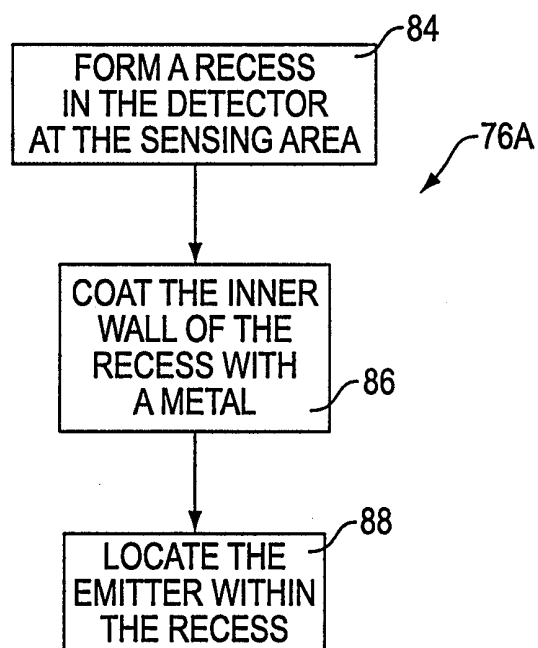 84
FORM A RECESS
IN THE DETECTOR
AT THE SENSING AREA
76A
COAT THE INNER
WALL OF THE
RECESS WITH
A METAL
86
88
LOCATE THE
EMITTER WITHIN
THE RECESS